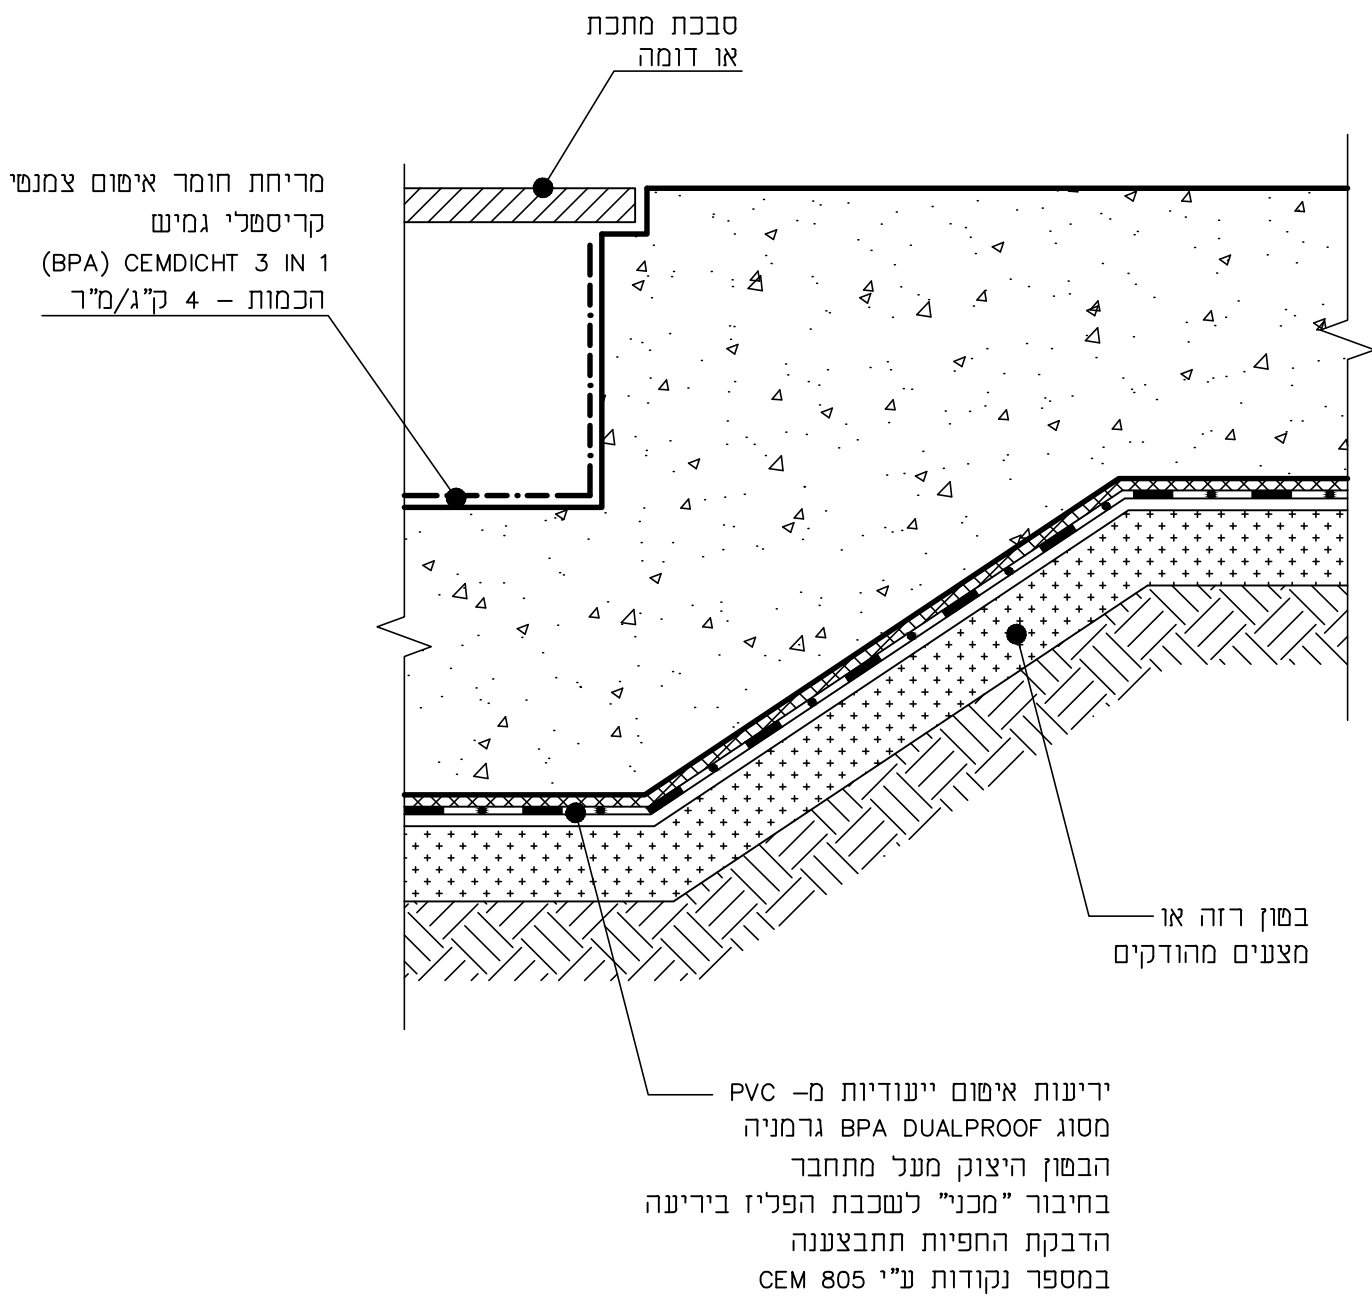 סבכת מתכת
או דומה
מריחת חומר איטום צמנטי
קריסטלי גמיש
(BPA) CEMDICHT 3 IN 1
הכמות - 4 ק"ג/מ"ר
בטון רזה או
מצעים מהודקים
יריעות איטום ייעודיות מ- PVC
מסוג BPA DUALPROOF גרמניה
הבטון היצוק מעל מתחבר
בחיבור "מכני" לשכבת הפליז ביריעה
הדבקת החפיות תתבצענה
במספר נקודות ע"י CEM 805